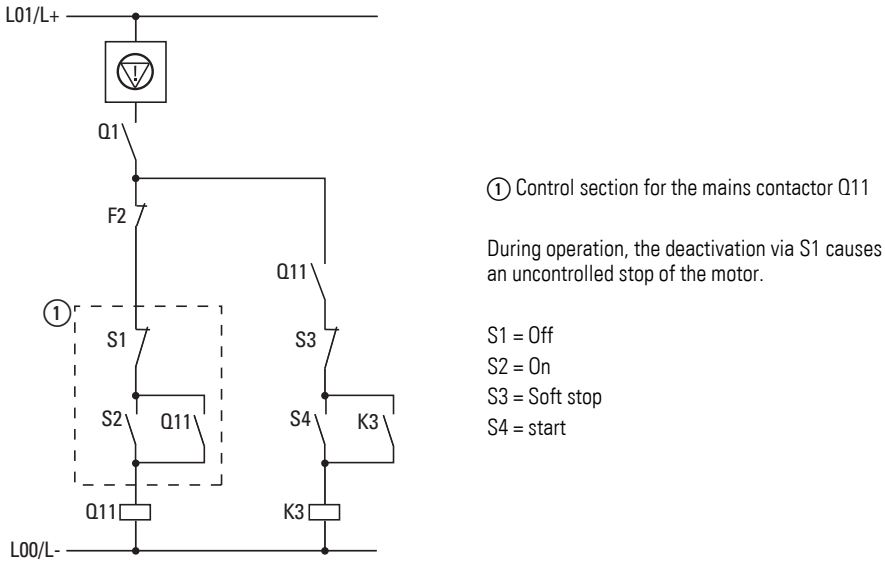 L01/L+
!
Q1
F2
Q11
①
S1
S3
S2
Q11
S4
K3
Q11
K3
L00/L-
① Control section for the mains contactor Q11
During operation, the deactivation via S1 causes
an uncontrolled stop of the motor.
S1 = Off
S2 = On
S3 = Soft stop
S4 = start